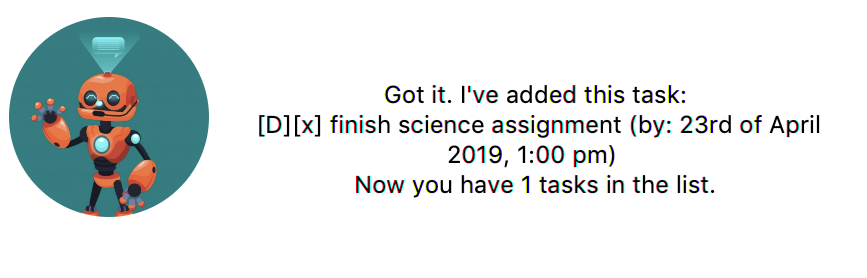 Got it. I've added this task:
[D][x] finish science assignment (by: 23rd of April
2019, 1:00 pm)
Now you have 1 tasks in the list.